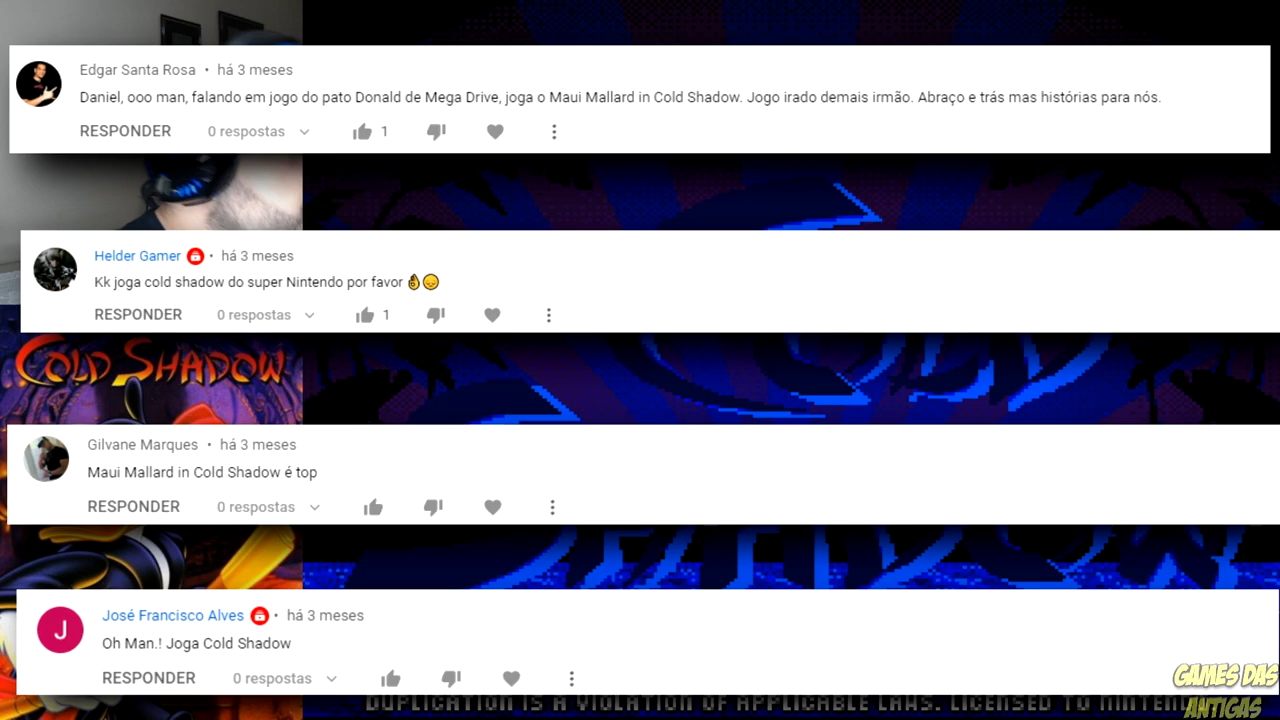 Edgar Santa Rosa • há 3 meses
Daniel, ooo man, falando em jogo do pato Donald de Mega Drive, joga o Maui Mallard in Cold Shadow. Jogo irado demais irmão. Abraço e trás mas histórias para nós.
RESPONDER 0 respostas 1
Helder Gamer • há 3 meses
Kk joga cold shadow do super Nintendo por favor 👌😞
RESPONDER 0 respostas 1
COLD SHADOW
COLD
Gilvane Marques • há 3 meses
Maui Mallard in Cold Shadow é top
RESPONDER 0 respostas
SHADOW
J
José Francisco Alves • há 3 meses
Oh Man.! Joga Cold Shadow
RESPONDER 0 respostas
GAMES DAS
ANTIGAS
DUPLICATION IS A VIOLATION OF APPLICABLE LAWS. LICENSED TO